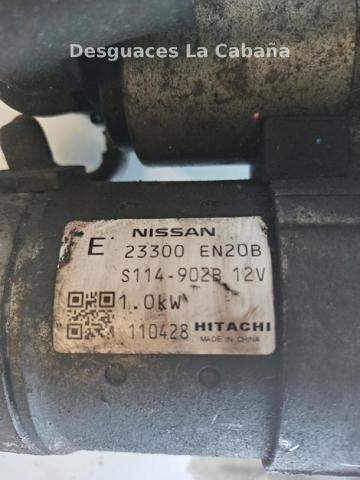 Desguaces La Cabaña
NISSAN
E 23300 EN20B
S114-902B 12V
1.0kW
110428 HITACHI
MADE IN CHINA